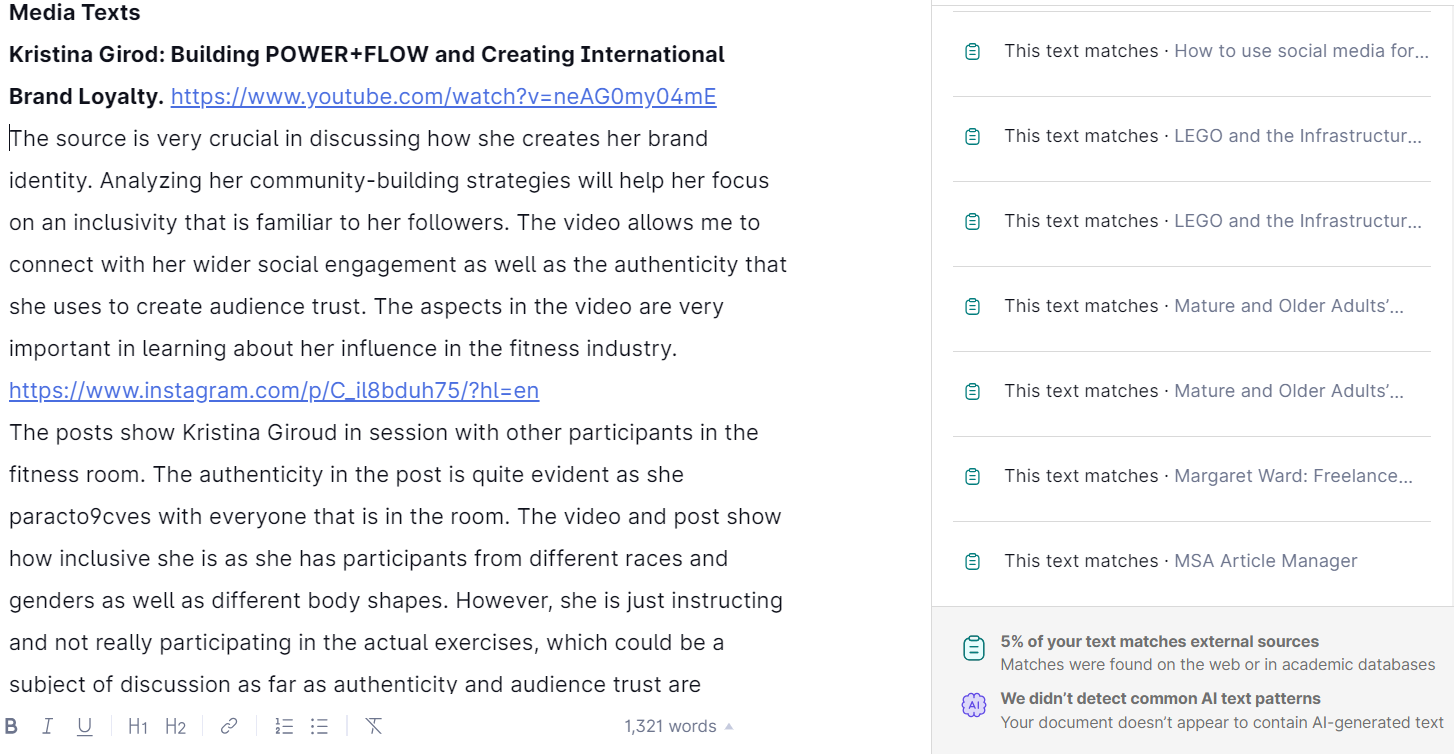 Media Texts
Kristina Girod: Building POWER+FLOW and Creating International
Brand Loyalty. https://www.youtube.com/watch?v=neAG0my04mE
The source is very crucial in discussing how she creates her brand
identity. Analyzing her community-building strategies will help her focus
on an inclusivity that is familiar to her followers. The video allows me to
connect with her wider social engagement as well as the authenticity that
she uses to create audience trust. The aspects in the video are very
important in learning about her influence in the fitness industry.
https://www.instagram.com/p/C_il8bduh75/?hl=en
The posts show Kristina Giroud in session with other participants in the
fitness room. The authenticity in the post is quite evident as she
paracto9cves with everyone that is in the room. The video and post show
how inclusive she is as she has participants from different races and
genders as well as different body shapes. However, she is just instructing
and not really participating in the actual exercises, which could be a
subject of discussion as far as authenticity and audience trust are
B I U H1 H2
1,321 words
This text matches · How to use social media for...
This text matches · LEGO and the Infrastructur...
This text matches · LEGO and the Infrastructur...
This text matches · Mature and Older Adults’...
This text matches · Mature and Older Adults’...
This text matches · Margaret Ward: Freelance...
This text matches · MSA Article Manager
5% of your text matches external sources
Matches were found on the web or in academic databases
AI
We didn’t detect common AI text patterns
Your document doesn’t appear to contain AI-generated text